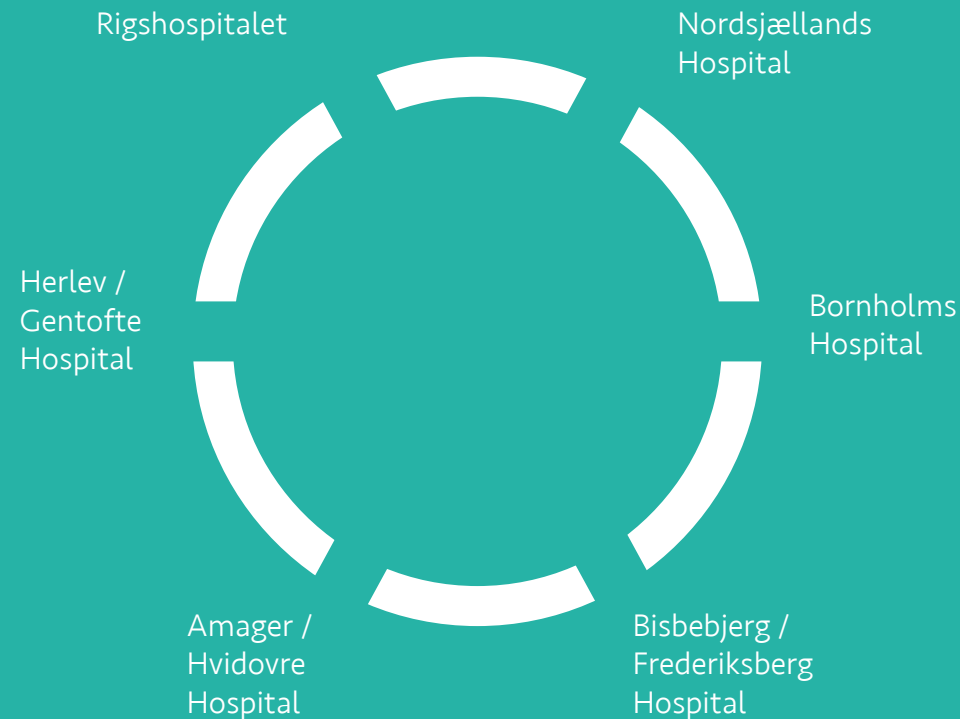 Rigshospitalet
Nordsjællands
Hospital
Herlev /
Gentofte
Hospital
Bornholms
Hospital
Amager /
Hvidovre
Hospital
Bisbebjerg /
Frederiksberg
Hospital